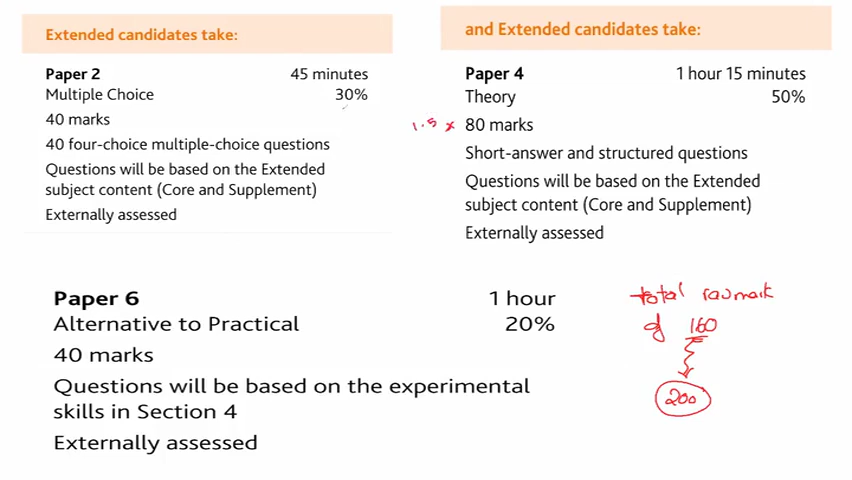 Extended candidates take:
Paper 2 45 minutes
Multiple Choice 30%
40 marks
40 four-choice multiple-choice questions
Questions will be based on the Extended
subject content (Core and Supplement)
Externally assessed
and Extended candidates take:
Paper 4 1 hour 15 minutes
Theory 50%
1.5 x 80 marks
Short-answer and structured questions
Questions will be based on the Extended
subject content (Core and Supplement)
Externally assessed
Paper 6 1 hour
Alternative to Practical 20%
40 marks
Questions will be based on the experimental
skills in Section 4
Externally assessed
total raw mark
of 160
200